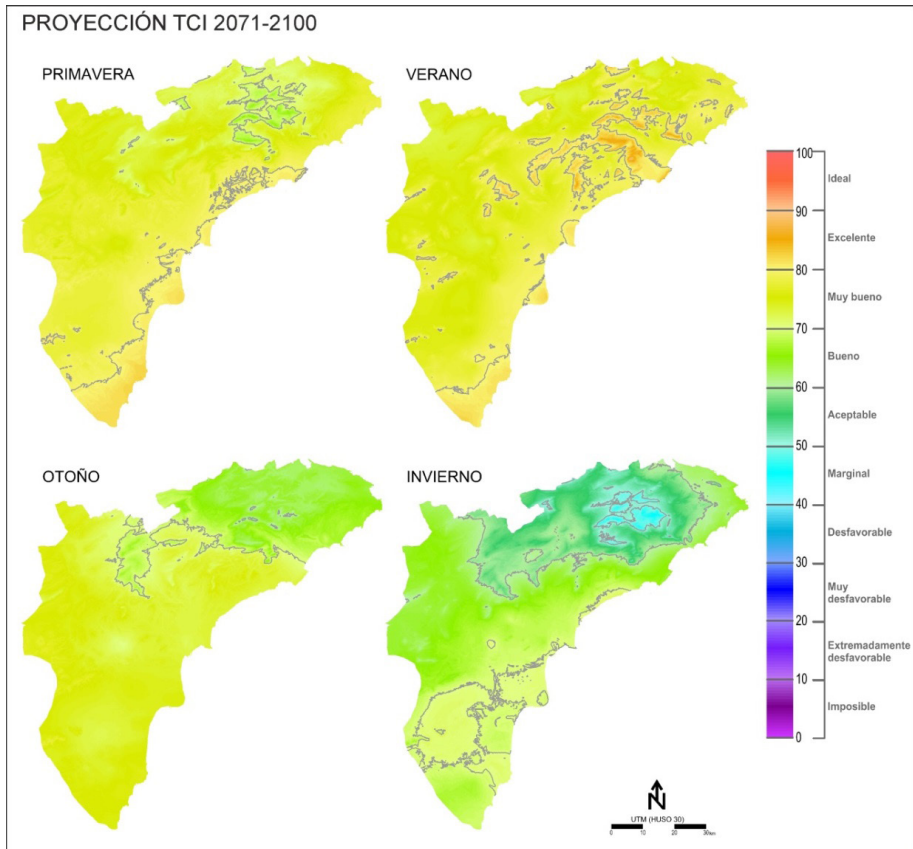 PROYECCIÓN TCI 2071-2100
PRIMAVERA
VERANO
OTOÑO
INVIERNO
100
Ideal
90
Excelente
80
Muy bueno
70
Bueno
60
Aceptable
50
Marginal
40
Desfavorable
30
Muy
desfavorable
20
Extremadamente
desfavorable
10
Imposible
0
N
UTM (HUSO 30)
0 10 20 30km